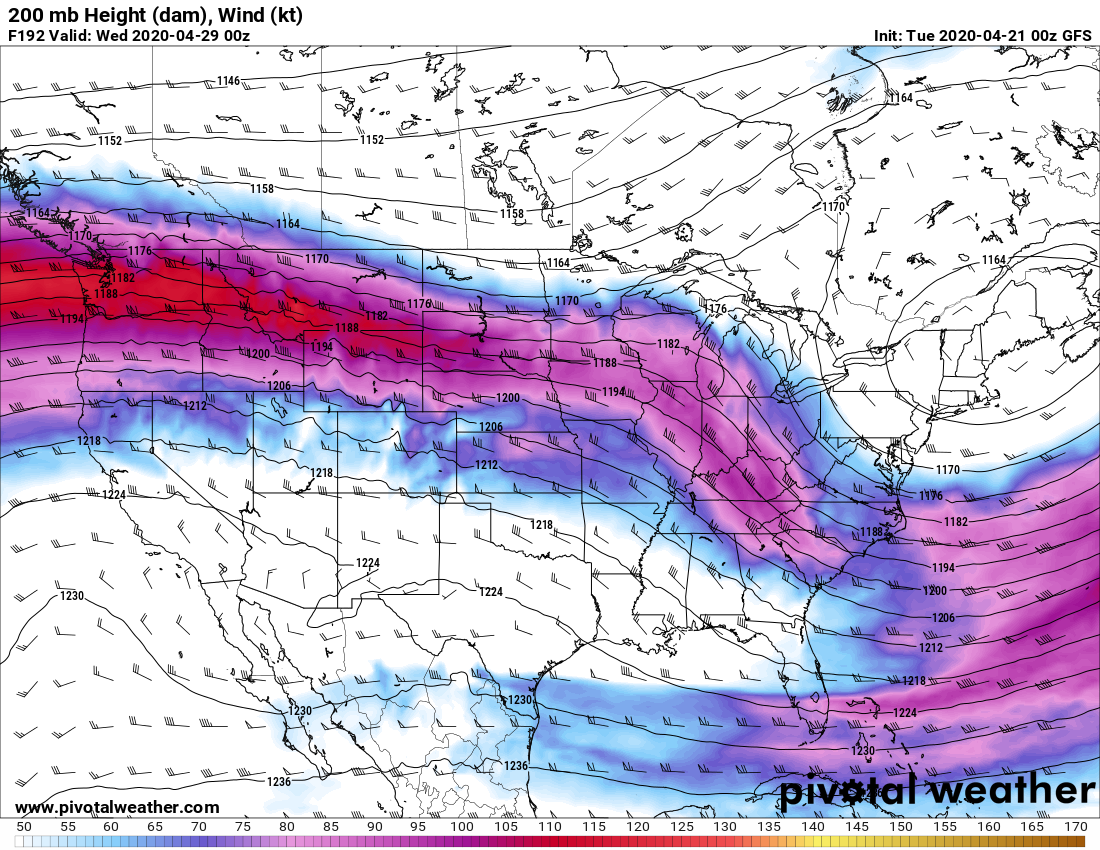 200 mb Height (dam), Wind (kt)
F192 Valid: Wed 2020-04-29 00z Init: Tue 2020-04-21 00z GFS
1146
1164
1152 1152
1158
1158
1164 1170
1164
1170
1176 1170 1164 1164
1182
1188 1176 1170 1176
1194 1182
1188
1200 1194 1182
1188
1206 1194
1212 1200
1218 1206
1212 1170
1218
1224 1176
1218 1182
1188
1224 1194
1230 1224 1200
1206
1212
1218
1230 1230 1224
1230
1236 1236
pivotal weather
www.pivotalweather.com
50 55 60 65 70 75 80 85 90 95 100 105 110 115 120 125 130 135 140 145 150 155 160 165 170